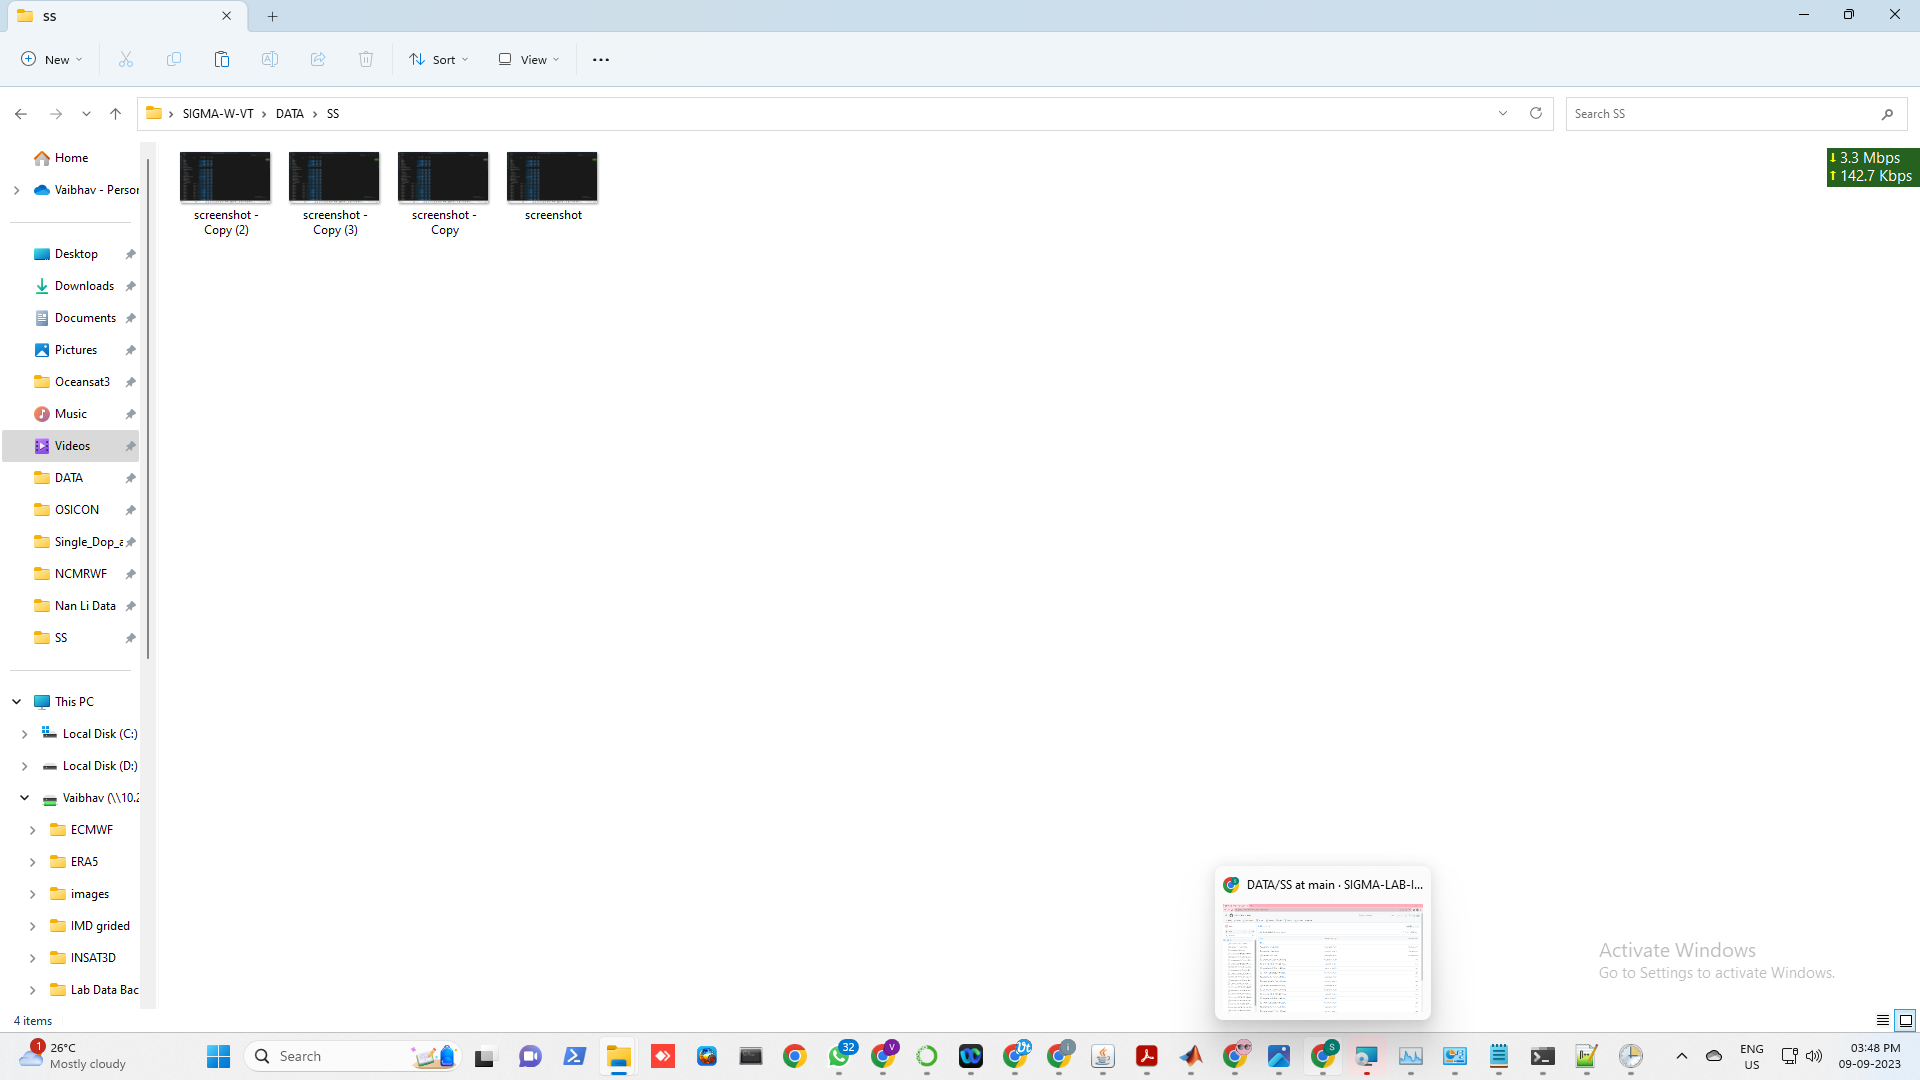 SS
New
Sort
View
SIGMA-W-VT
DATA
SS
Search SS
Home
Vaibhav - Person
Desktop
Downloads
Documents
Pictures
Oceansat3
Music
Videos
DATA
OSICON
Single_Dop_a
NCMRWF
Nan Li Data
SS
This PC
Local Disk (C:)
Local Disk (D:)
Vaibhav (\\10.2
ECMWF
ERA5
images
IMD grided
INSAT3D
Lab Data Bac
screenshot -
Copy (2)
screenshot -
Copy (3)
screenshot -
Copy
screenshot
3.3 Mbps
142.7 Kbps
DATA/SS at main · SIGMA-LAB-I...
Activate Windows
Go to Settings to activate Windows.
4 items
1
26°C
Mostly cloudy
Search
32
V
Vt
i
S
ENG
US
03:48 PM
09-09-2023